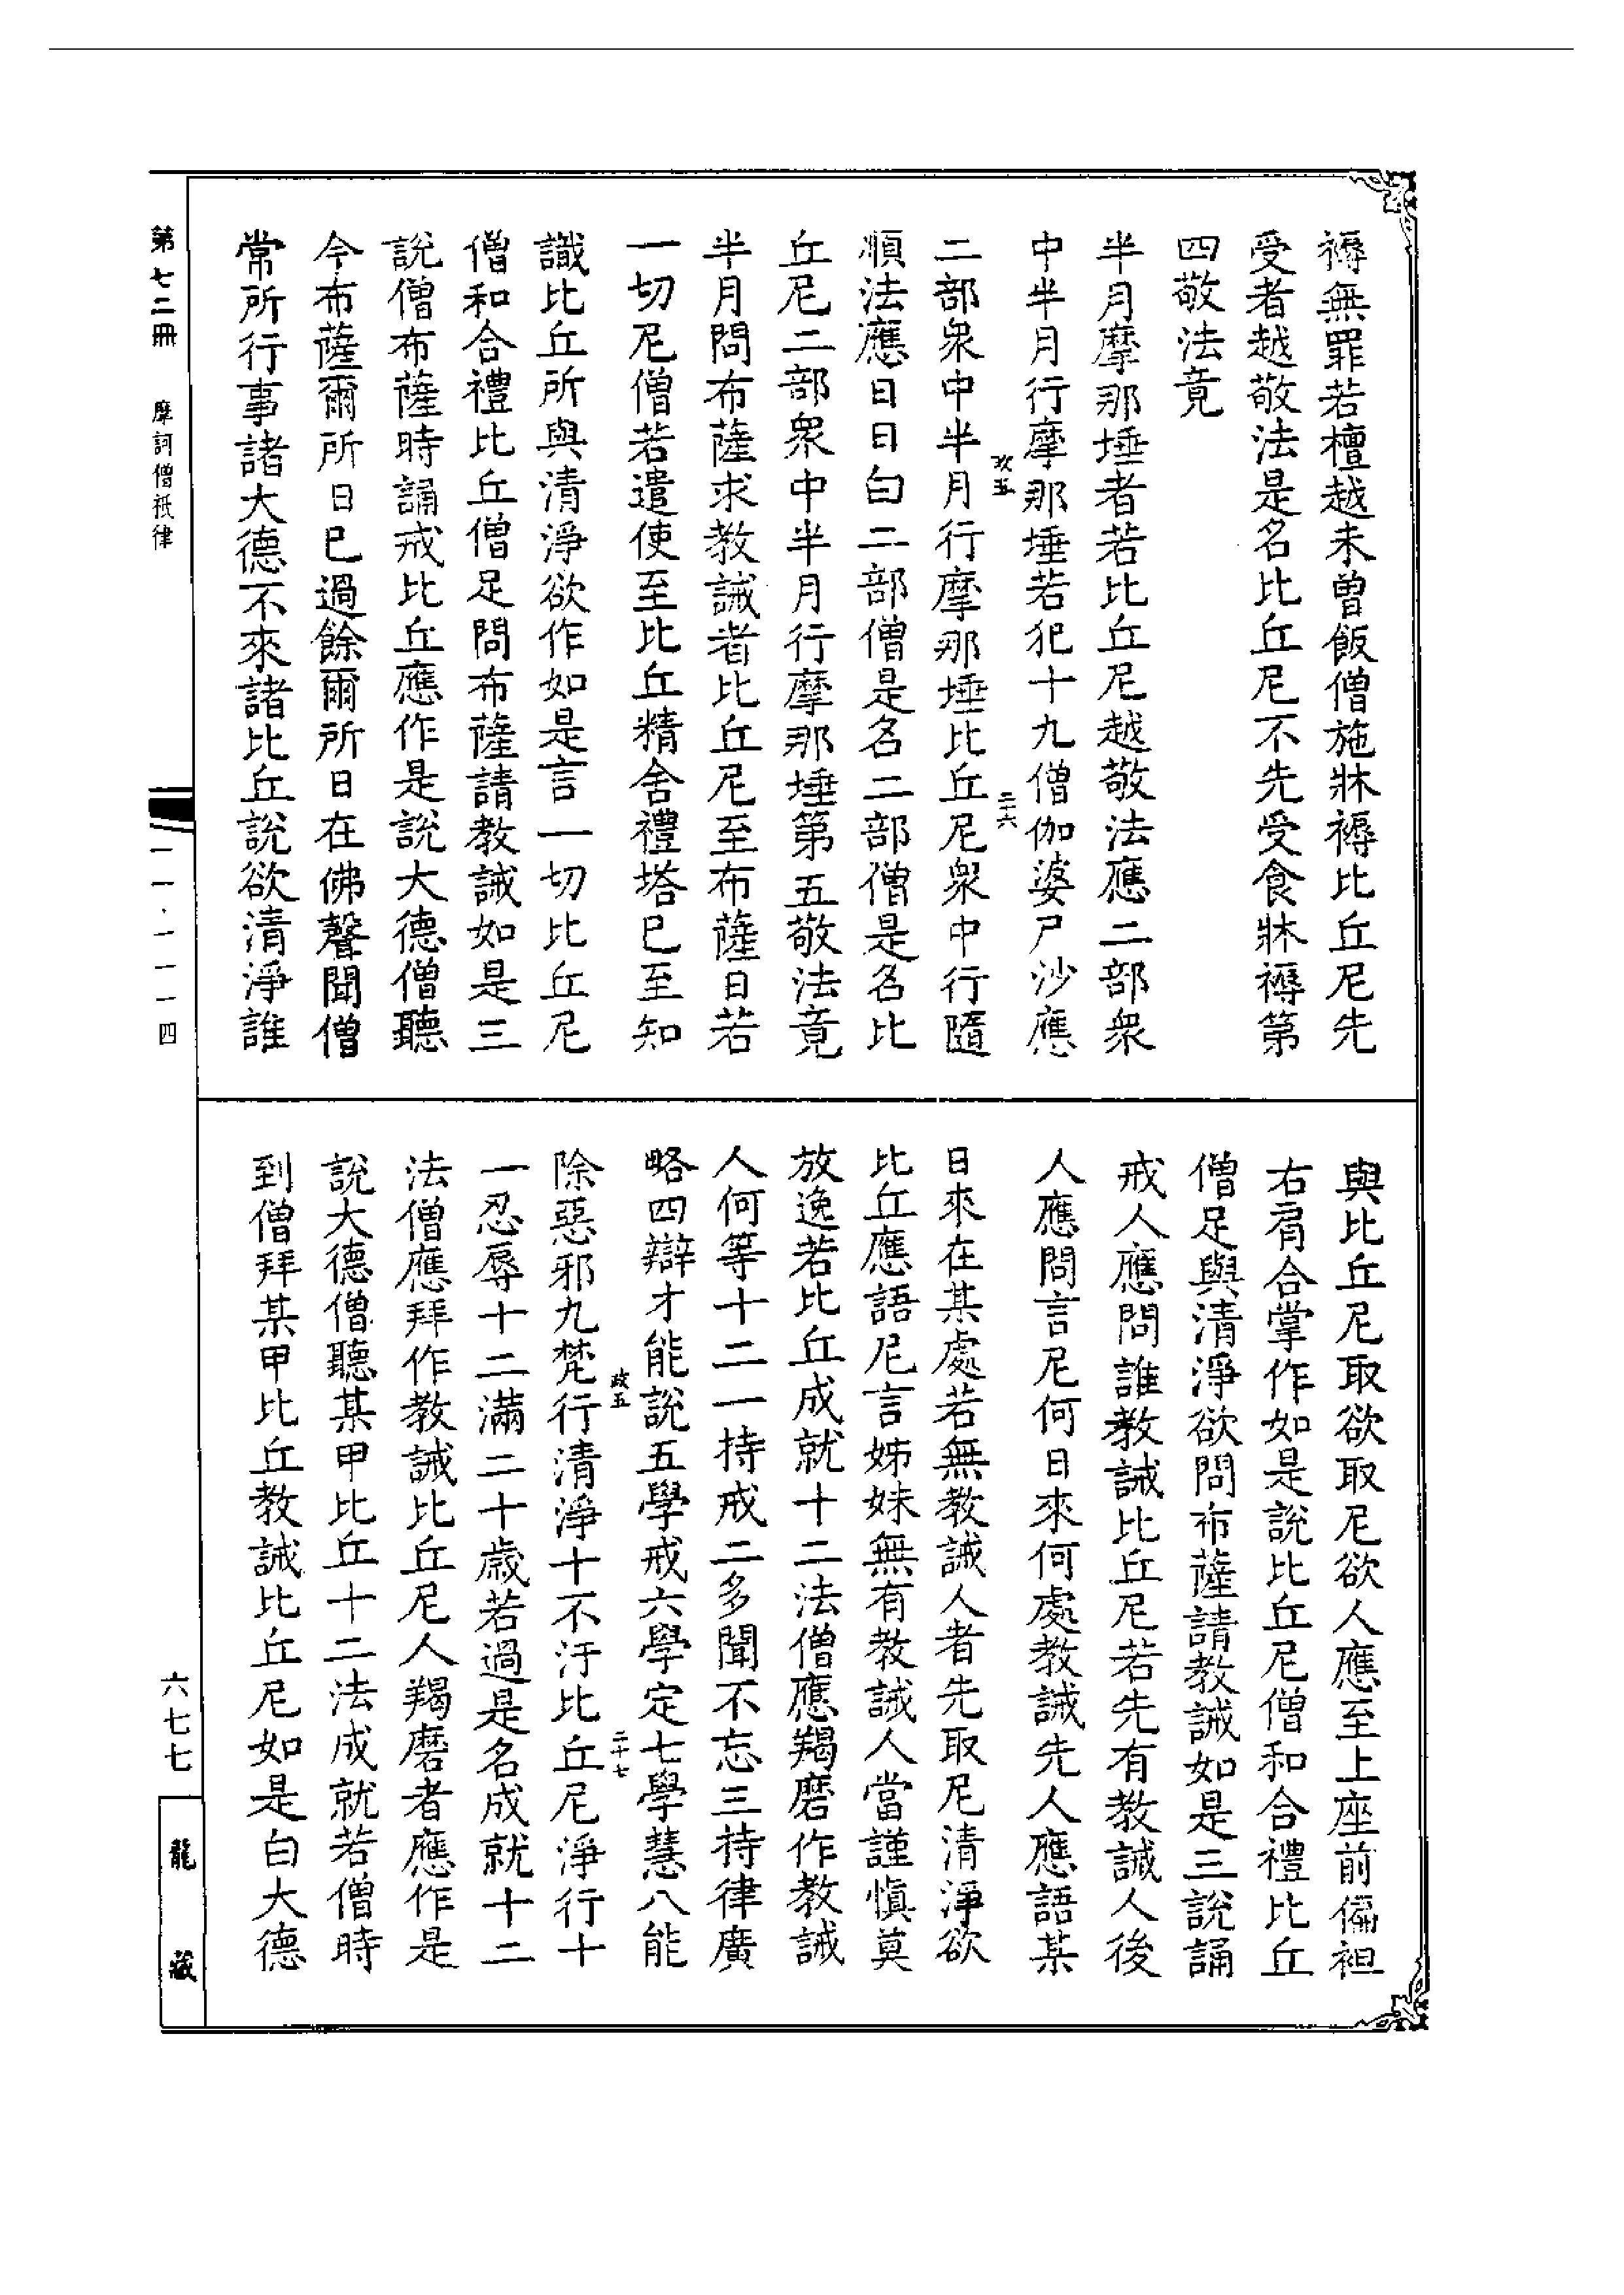 褥無罪若檀越未曾飯僧施牀褥比丘尼先
受者越敬法是名比丘尼不先受食牀褥第
四敬法竟
半月摩那埵者若比丘尼越敬法應二部衆
中半月行摩那埵若犯十九僧伽婆尸沙應
政五
二十六
二部衆中半月行摩那埵比丘尼衆中行隨
順法應日日白二部僧是名二部僧是名比
丘尼二部衆中半月行摩那埵第五敬法竟
半月問布薩求教誡者比丘尼至布薩日若
一切尼僧若遣使至比丘精舍禮塔已至知
識比丘所與清淨欲作如是言一切比丘尼
僧和合禮比丘僧足問布薩請教誡如是三
說僧布薩時誦戒比丘應作是說大德僧聽
今布薩爾所日已過餘爾所日在佛聲聞僧
常所行事諸大德不來諸比丘說欲清淨誰
與比丘尼取欲取尼欲人應至上座前偏袒
右肩合掌作如是說比丘尼僧和合禮比丘
僧足與清淨欲問布薩請教誡如是三說誦
戒人應問誰教誡比丘尼若先有教誡人後
人應問言尼何日來何處教誡先人應語某
日來在某處若無教誡人者先取尼清淨欲
比丘應語尼言姊妹無有教誡人當謹慎莫
放逸若比丘成就十二法僧應羯磨作教誡
人何等十二一持戒二多聞不忘三持律廣
略四辯才能說五學戒六學定七學慧八能
政五
二十七
除惡邪九梵行清淨十不汙比丘尼淨行十
一忍辱十二滿二十歲若過是名成就十二
法僧應拜作教誡比丘尼人羯磨者應作是
說大德僧聽某甲比丘十二法成就若僧時
到僧拜某甲比丘教誡比丘尼如是白大德
第七二冊 摩訶僧祇律
一一·一一一四
六七七
龍藏